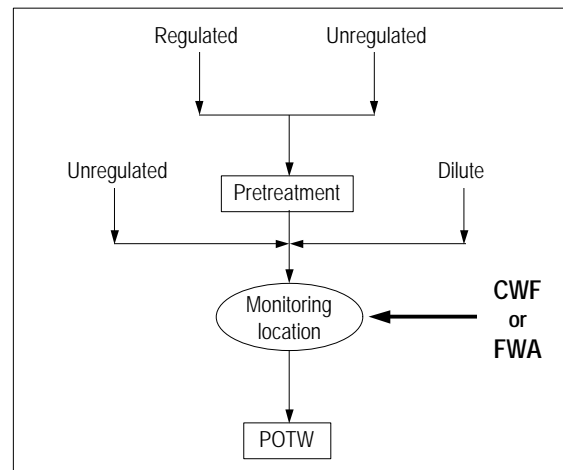 Regulated
Unregulated
Unregulated
Dilute
Pretreatment
Monitoring
location
CWF
or
FWA
POTW